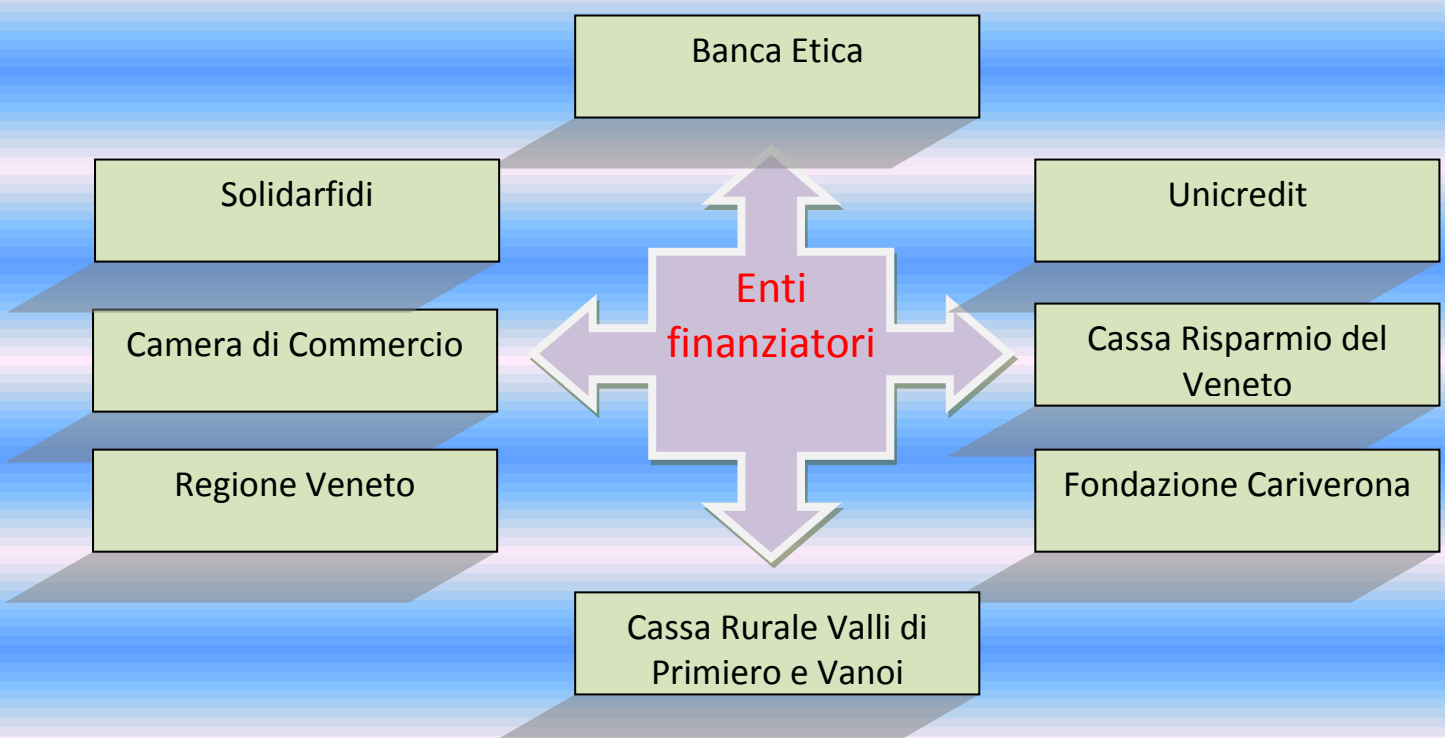 Banca Etica
Solidarfidi
Unicredit
Enti
finanziatori
Camera di Commercio
Cassa Risparmio del
Veneto
Regione Veneto
Fondazione Cariverona
Cassa Rurale Valli di
Primiero e Vanoi